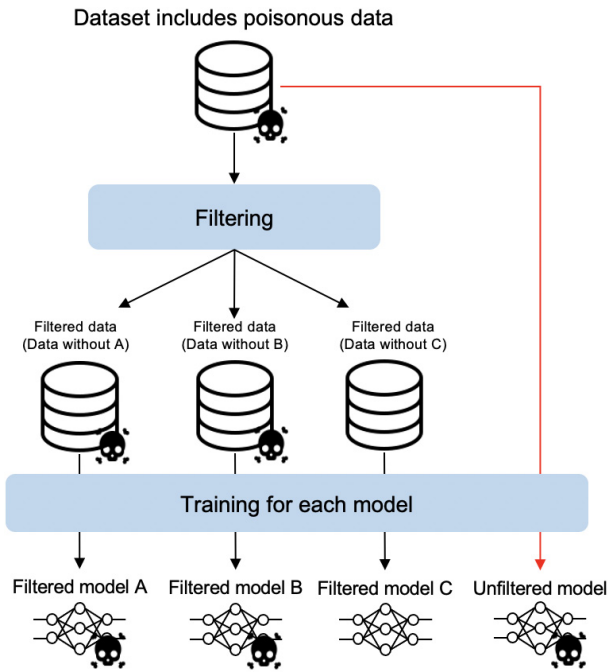 Dataset includes poisonous data
Filtering
Filtered data
(Data without A)
Filtered data
(Data without B)
Filtered data
(Data without C)
Training for each model
Filtered model A
Filtered model B
Filtered model C
Unfiltered model